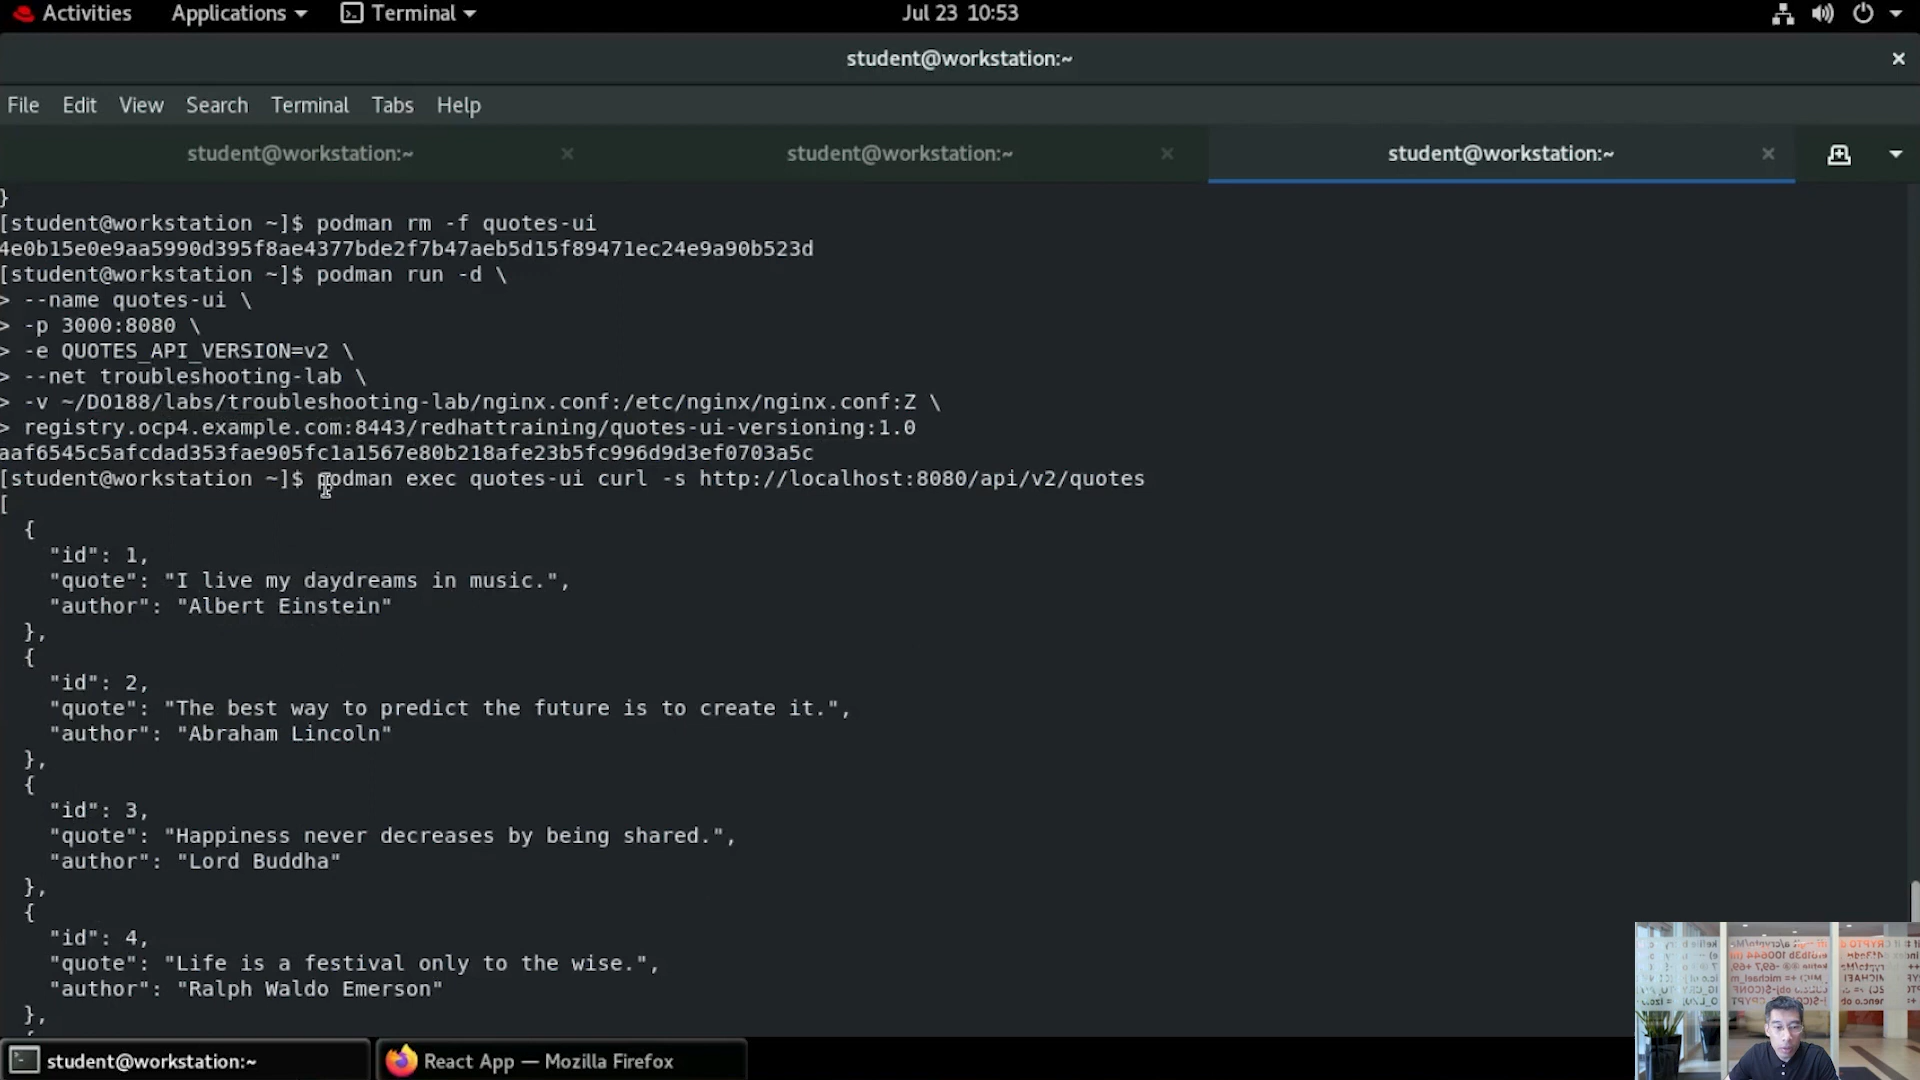 Activities Applications Terminal Jul 23 10:53
student@workstation:~
File Edit View Search Terminal Tabs Help
student@workstation:~ student@workstation:~ student@workstation:~
}
[student@workstation ~]$ podman rm -f quotes-ui
4e0b15e0e9aa5990d395f8ae4377bde2f7b47aeb5d15f89471ec24e9a90b523d
[student@workstation ~]$ podman run -d \
> --name quotes-ui \
> -p 3000:8080 \
> -e QUOTES_API_VERSION=v2 \
> --net troubleshooting-lab \
> -v ~/DO188/labs/troubleshooting-lab/nginx.conf:/etc/nginx/nginx.conf:Z \
> registry.ocp4.example.com:8443/redhattraining/quotes-ui-versioning:1.0
aaf6545c5afcdad353fae905fc1a1567e80b218afe23b5fc996d9d3ef0703a5c
[student@workstation ~]$ podman exec quotes-ui curl -s http://localhost:8080/api/v2/quotes
[
{
"id": 1,
"quote": "I live my daydreams in music.",
"author": "Albert Einstein"
},
{
"id": 2,
"quote": "The best way to predict the future is to create it.",
"author": "Abraham Lincoln"
},
{
"id": 3,
"quote": "Happiness never decreases by being shared.",
"author": "Lord Buddha"
},
{
"id": 4,
"quote": "Life is a festival only to the wise.",
"author": "Ralph Waldo Emerson"
},
student@workstation:~ React App — Mozilla Firefox